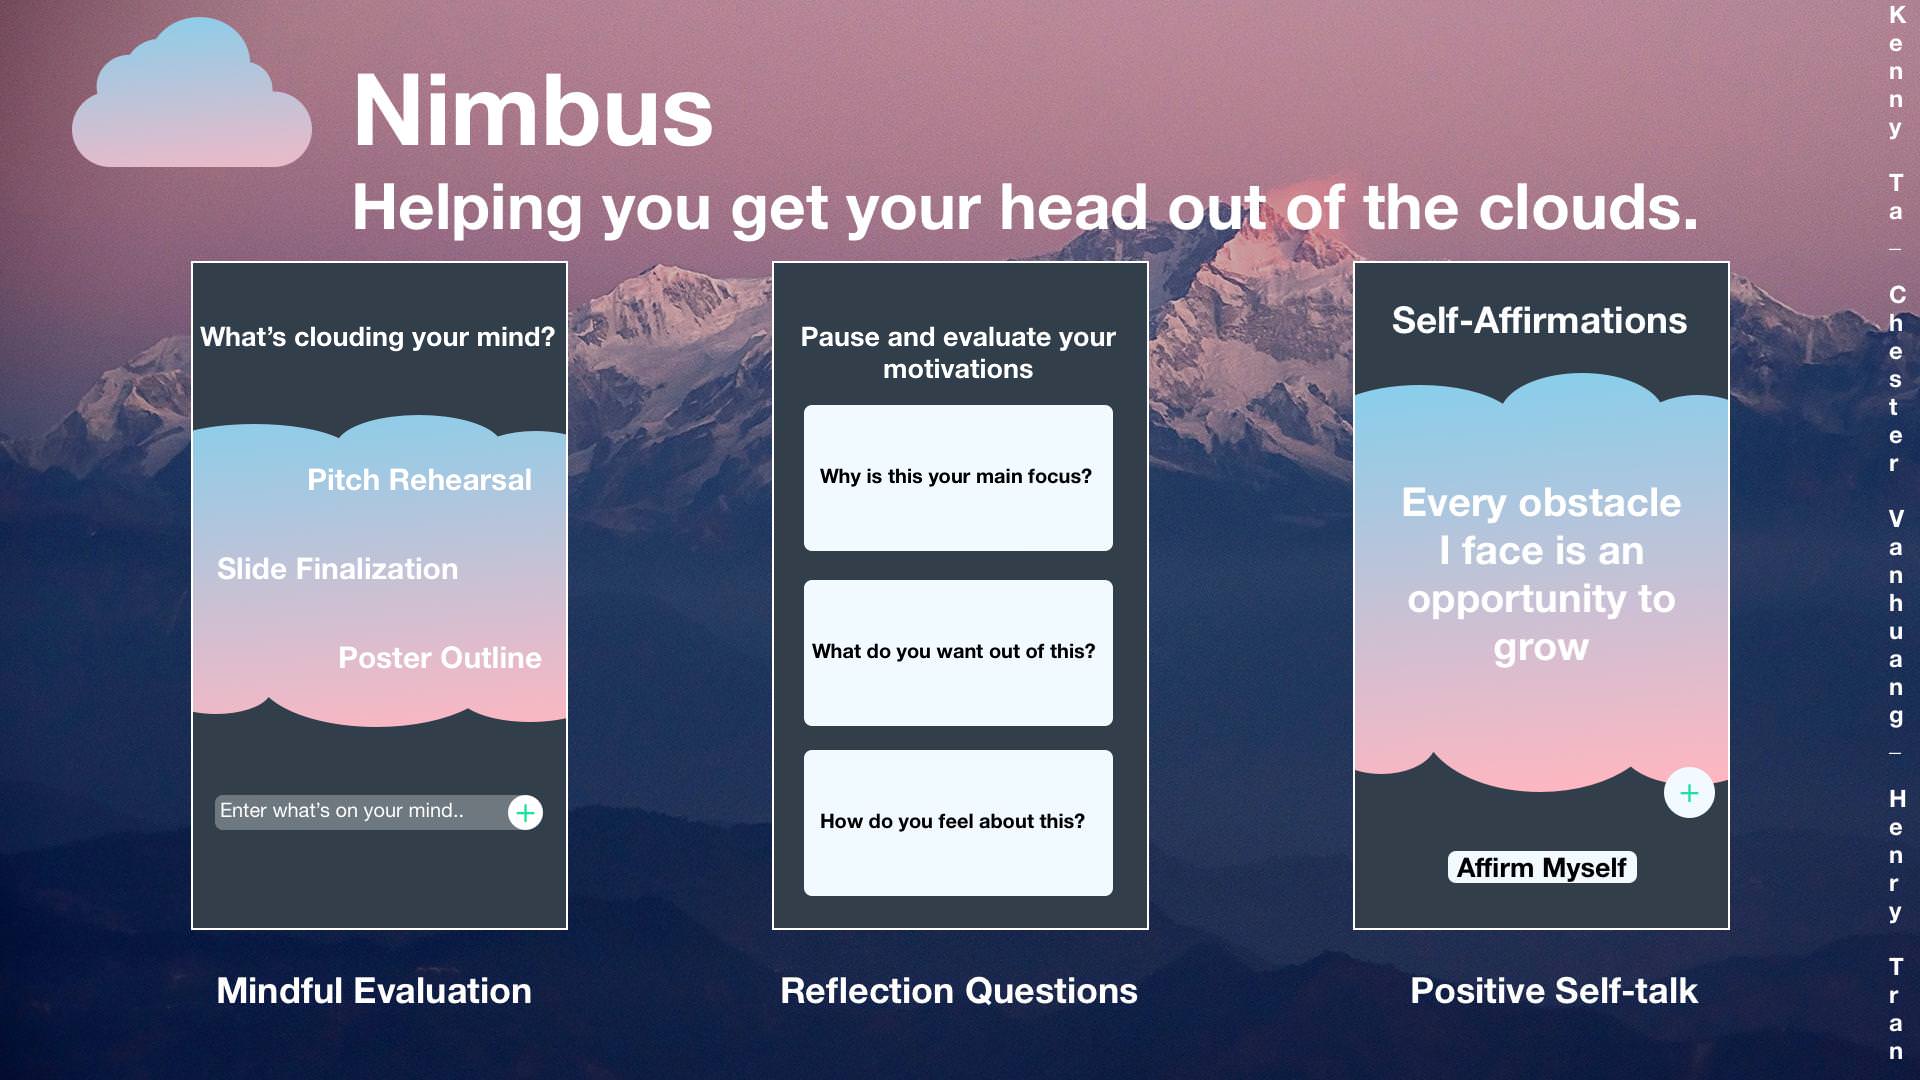 Nimbus
Helping you get your head out of the clouds.
What’s clouding your mind?
Pitch Rehearsal
Slide Finalization
Poster Outline
Enter what’s on your mind..
+
Mindful Evaluation
Pause and evaluate your
motivations
Why is this your main focus?
What do you want out of this?
How do you feel about this?
Reflection Questions
Self-Affirmations
Every obstacle
I face is an
opportunity to
grow
+
Affirm Myself
Positive Self-talk
Kenny Ta – Chester Vanhuang – Henry Tran